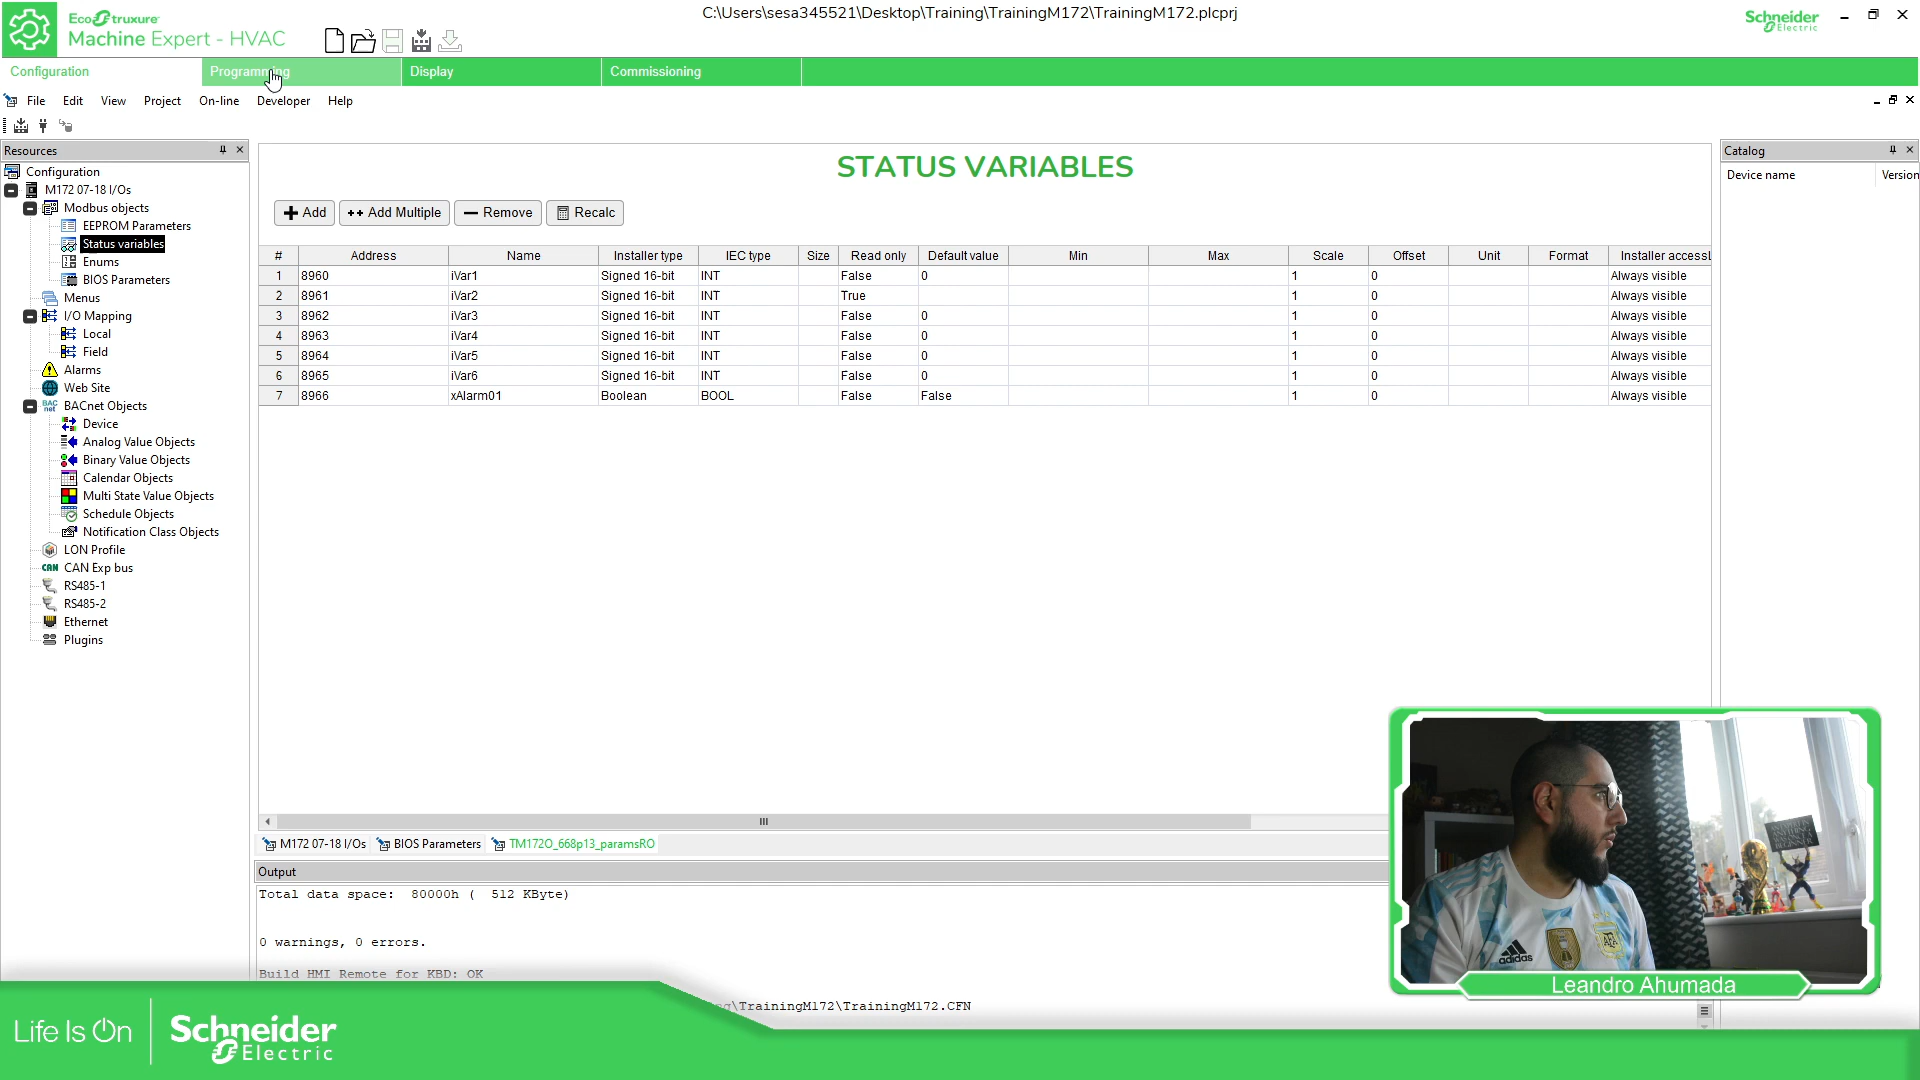 EcoStruxure
Machine Expert - HVAC
C:\Users\sesa345521\Desktop\Training\TrainingM172\TrainingM172.plcprj
Schneider
Electric
Configuration
Programming
Display
Commissioning
File Edit View Project On-line Developer Help
Resources
Configuration
M172 07-18 I/Os
Modbus objects
EEPROM Parameters
Status variables
Enums
BIOS Parameters
Menus
I/O Mapping
Local
Field
Alarms
Web Site
BACnet Objects
Device
Analog Value Objects
Binary Value Objects
Calendar Objects
Multi State Value Objects
Schedule Objects
Notification Class Objects
LON Profile
CAN CAN Exp bus
RS485-1
RS485-2
Ethernet
Plugins
STATUS VARIABLES
Add
Add Multiple
Remove
Recalc
# Address Name Installer type IEC type Size Read only Default value Min Max Scale Offset Unit Format Installer accessi
1 8960 iVar1 Signed 16-bit INT False 0 1 0 Always visible
2 8961 iVar2 Signed 16-bit INT True 1 0 Always visible
3 8962 iVar3 Signed 16-bit INT False 0 1 0 Always visible
4 8963 iVar4 Signed 16-bit INT False 0 1 0 Always visible
5 8964 iVar5 Signed 16-bit INT False 0 1 0 Always visible
6 8965 iVar6 Signed 16-bit INT False 0 1 0 Always visible
7 8966 xAlarm01 Boolean BOOL False False 1 0 Always visible
Catalog
Device name Version
M172 07-18 I/Os
BIOS Parameters
TM172O_668p13_paramsRO
Output
Total data space: 80000h ( 512 KByte)
0 warnings, 0 errors.
Build HMI Remote for KBD: OK
\TrainingM172\TrainingM172.CFN
adidas
AFA
Leandro Ahumada
Life Is On
Schneider
Electric